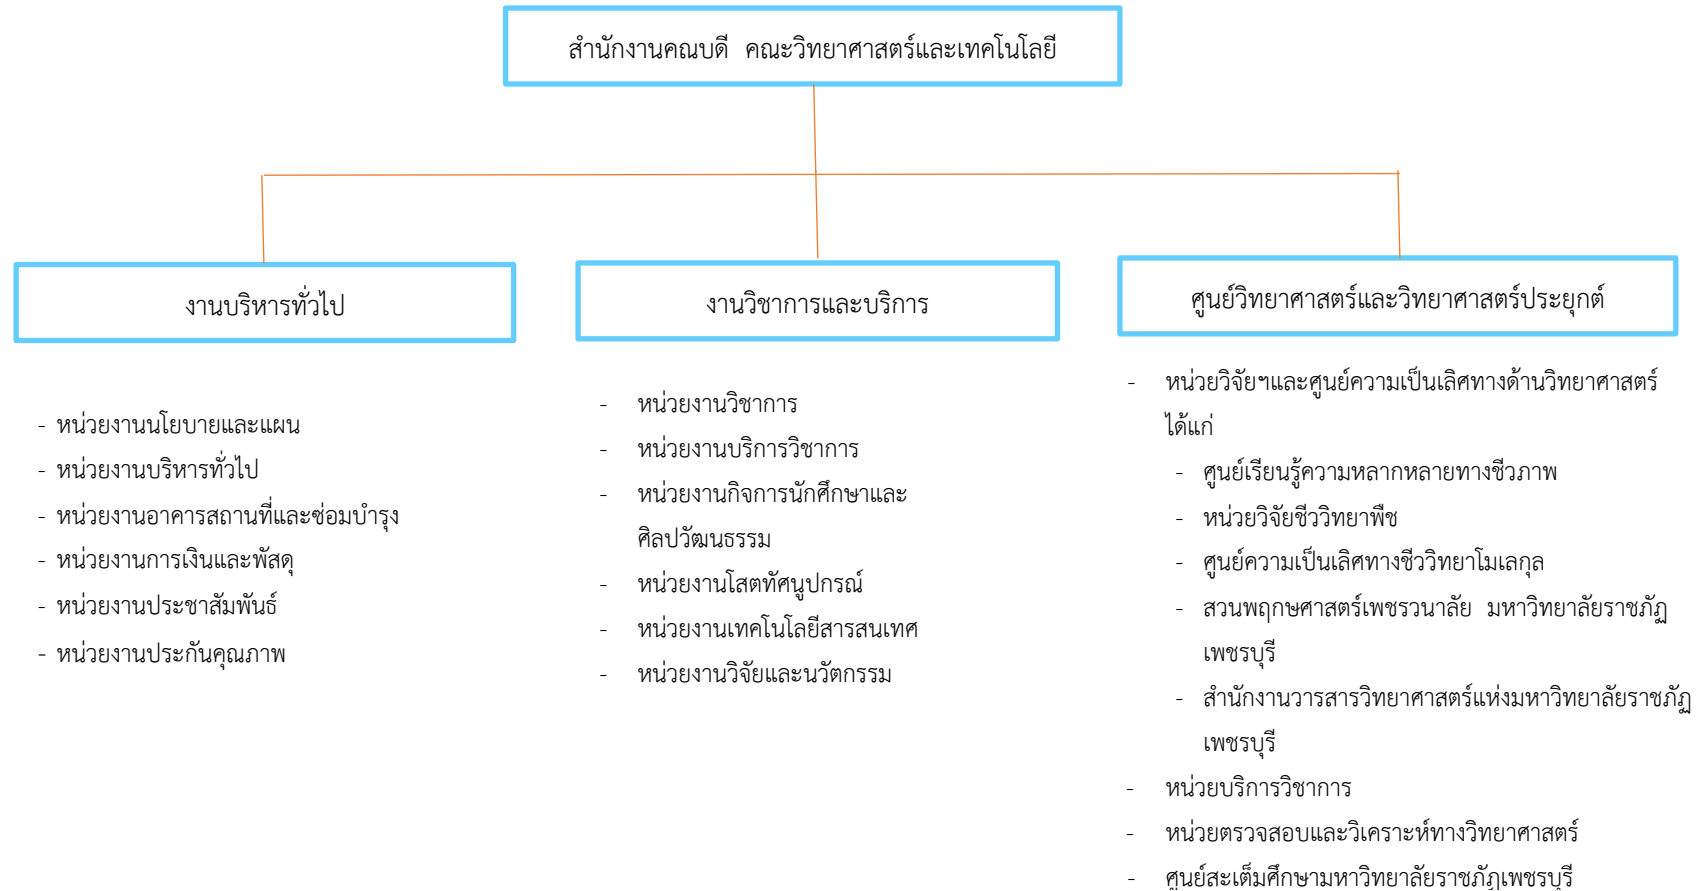 สำนักงานคณบดี คณะวิทยาศาสตร์และเทคโนโลยี
งานบริหารทั่วไป
- หน่วยงานนโยบายและแผน
- หน่วยงานบริหารทั่วไป
- หน่วยงานอาคารสถานที่และซ่อมบำรุง
- หน่วยงานการเงินและพัสดุ
- หน่วยงานประชาสัมพันธ์
- หน่วยงานประกันคุณภาพ
งานวิชาการและบริการ
- หน่วยงานวิชาการ
- หน่วยงานบริการวิชาการ
- หน่วยงานกิจการนักศึกษาและ
ศิลปวัฒนธรรม
- หน่วยงานโสตทัศนูปกรณ์
- หน่วยงานเทคโนโลยีสารสนเทศ
- หน่วยงานวิจัยและนวัตกรรม
ศูนย์วิทยาศาสตร์และวิทยาศาสตร์ประยุกต์
- หน่วยวิจัยฯและศูนย์ความเป็นเลิศทางด้านวิทยาศาสตร์
ได้แก่
- ศูนย์เรียนรู้ความหลากหลายทางชีวภาพ
- หน่วยวิจัยชีววิทยาพืช
- ศูนย์ความเป็นเลิศทางชีววิทยาโมเลกุล
- สวนพฤกษศาสตร์เพชรวนาลัย มหาวิทยาลัยราชภัฏ
เพชรบุรี
- สำนักงานวารสารวิทยาศาสตร์แห่งมหาวิทยาลัยราชภัฏ
เพชรบุรี
- หน่วยบริการวิชาการ
- หน่วยตรวจสอบและวิเคราะห์ทางวิทยาศาสตร์
- ศูนย์สะเต็มศึกษามหาวิทยาลัยราชภัฏเพชรบุรี